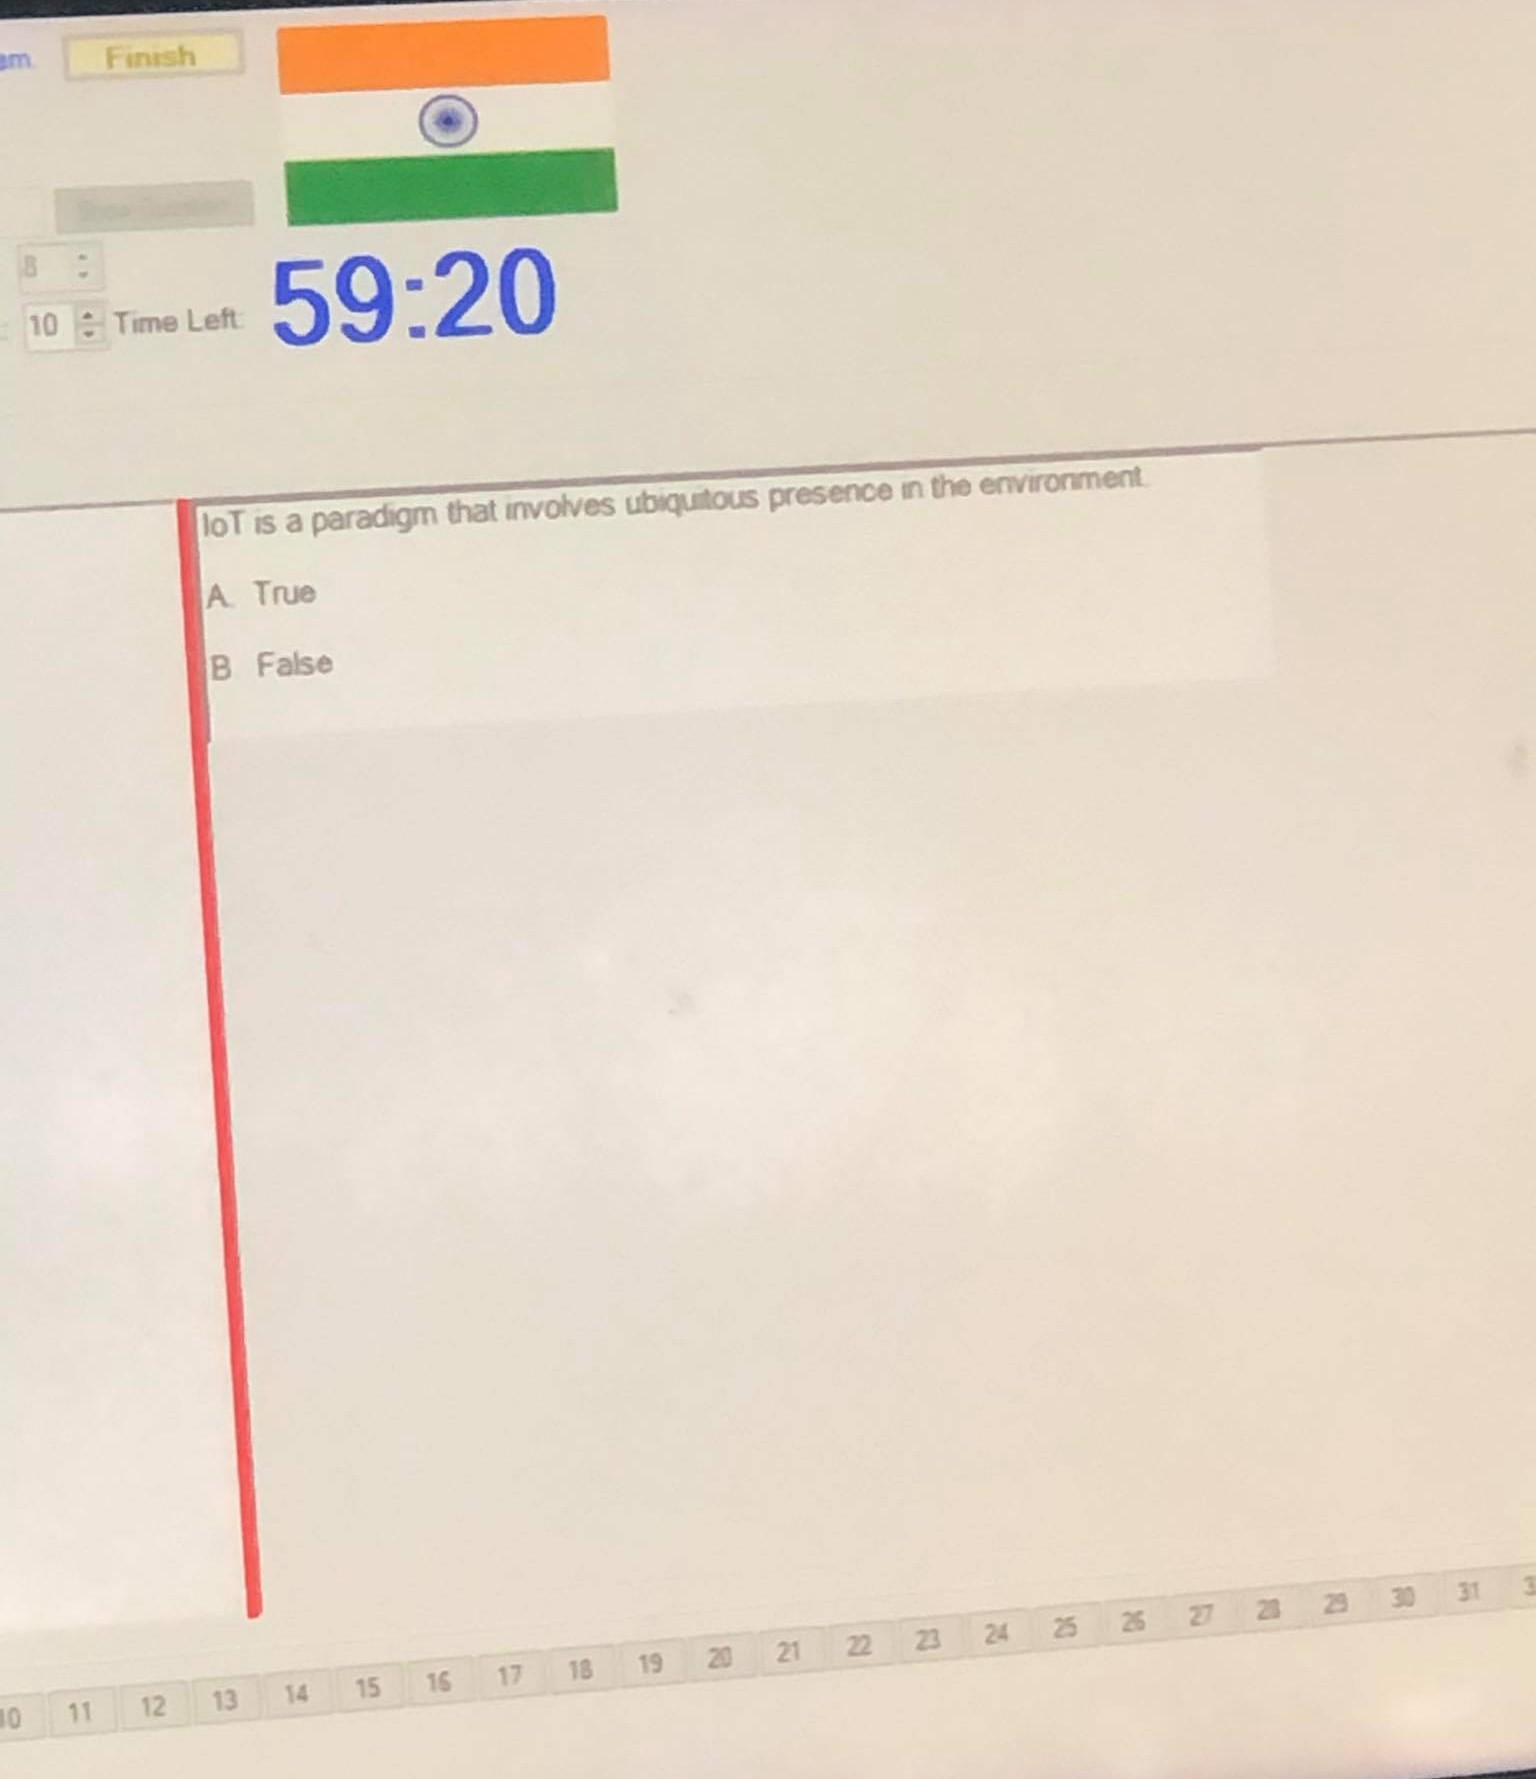 Finish
8
10 Time Left: 59:20
IoT is a paradigm that involves ubiquitous presence in the environment.
A. True
B False
10 11 12 13 14 15 16 17 18 19 20 21 22 23 24 25 26 27 28 29 30 31